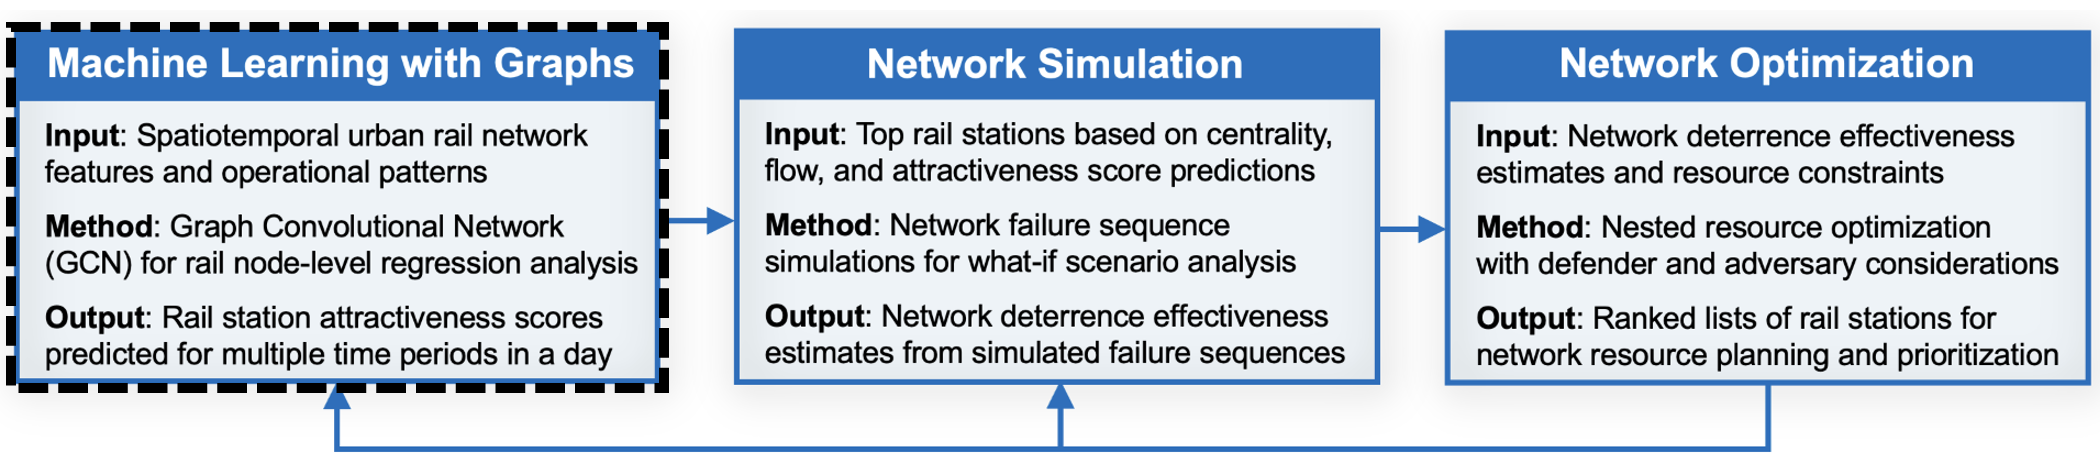 Machine Learning with Graphs
Input: Spatiotemporal urban rail network
features and operational patterns
Method: Graph Convolutional Network
(GCN) for rail node-level regression analysis
Output: Rail station attractiveness scores
predicted for multiple time periods in a day
Network Simulation
Input: Top rail stations based on centrality,
flow, and attractiveness score predictions
Method: Network failure sequence
simulations for what-if scenario analysis
Output: Network deterrence effectiveness
estimates from simulated failure sequences
Network Optimization
Input: Network deterrence effectiveness
estimates and resource constraints
Method: Nested resource optimization
with defender and adversary considerations
Output: Ranked lists of rail stations for
network resource planning and prioritization